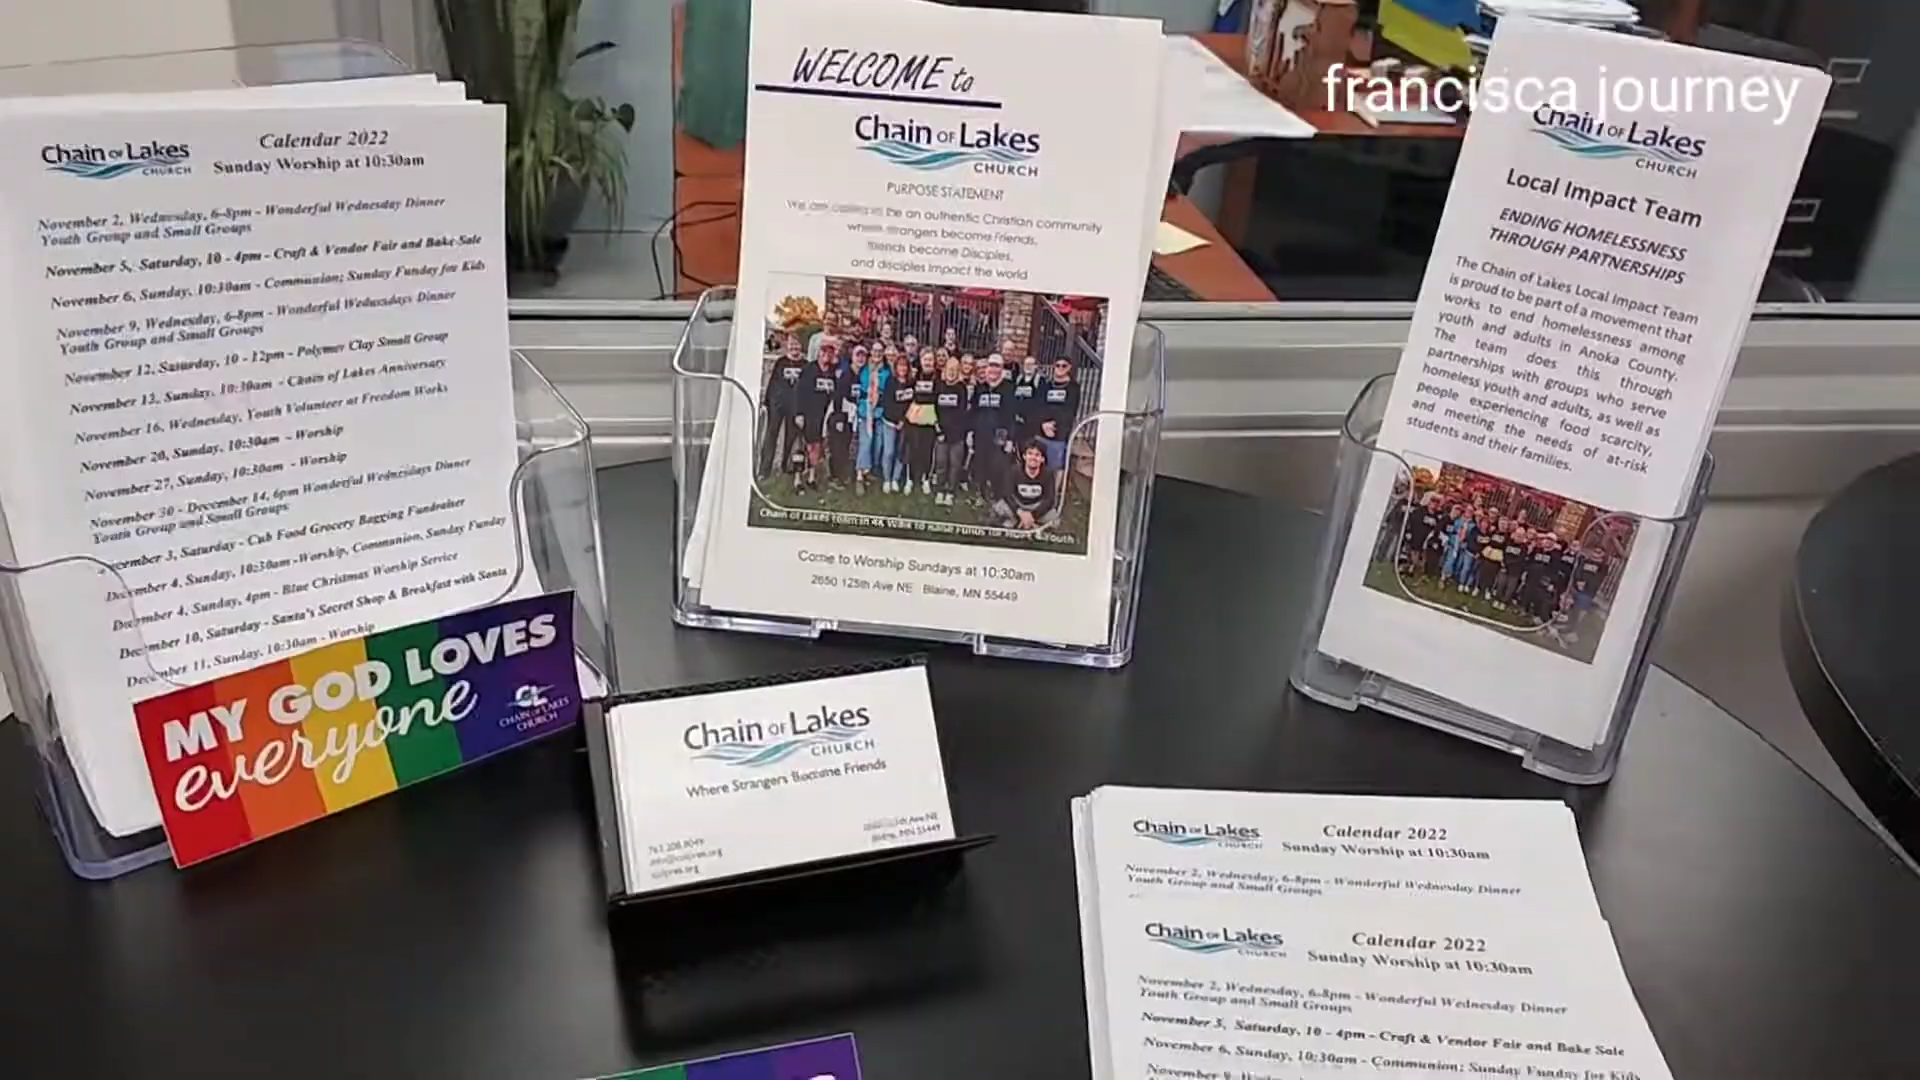 francisca journey
Chain OF Lakes
CHURCH
Calendar 2022
Sunday Worship at 10:30am
November 2, Wednesday, 6-8pm - Wonderful Wednesday Dinner
Youth Group and Small Groups
November 5, Saturday, 10 - 4pm - Craft & Vendor Fair and Bake Sale
November 6, Sunday, 10:30am - Communion; Sunday Funday for Kids
November 9, Wednesday, 6-8pm - Wonderful Wednesdays Dinner
Youth Group and Small Groups
November 12, Saturday, 10 - 12pm - Polymer Clay Small Group
November 13, Sunday, 10:30am - Chain of Lakes Anniversary
November 16, Wednesday, Youth Volunteer at Freedom Works
November 20, Sunday, 10:30am - Worship
November 27, Sunday, 10:30am - Worship
November 30 - December 14, 6pm Wonderful Wednesdays Dinner
Youth Group and Small Groups
December 3, Saturday - Cub Food Grocery Bagging Fundraiser
December 4, Sunday, 10:30am - Worship, Communion, Sunday Funday
December 4, Sunday, 4pm - Blue Christmas Worship Service
December 10, Saturday - Santa's Secret Shop & Breakfast with Santa
December 11, Sunday, 10:30am - Worship
MY GOD LOVES
everyone
CL
CHAIN OF LAKES
CHURCH
WELCOME to
Chain OF Lakes
CHURCH
PURPOSE STATEMENT
We are called to be an authentic Christian community
where strangers become Friends,
friends become Disciples,
and disciples impact the world
Chain of Lakes Team in 4K Walk to Raise Funds for Youth
Come to Worship Sundays at 10:30am
2650 125th Ave NE Blaine, MN 55449
Chain OF Lakes
CHURCH
Local Impact Team
ENDING HOMELESSNESS
THROUGH PARTNERSHIPS
The Chain of Lakes Local Impact Team
is proud to be part of a movement that
works to end homelessness among
youth and adults in Anoka County.
The team does this through
partnerships with groups who serve
homeless youth and adults, as well as
people experiencing food scarcity,
and meeting the needs of at-risk
students and their families.
Chain OF Lakes
CHURCH
Where Strangers Become Friends
Ave NE
Blaine, MN 55449
Chain OF Lakes
CHURCH
Calendar 2022
Sunday Worship at 10:30am
November 2, Wednesday, 6-8pm - Wonderful Wednesday Dinner
Youth Group and Small Groups
Chain OF Lakes
CHURCH
Calendar 2022
Sunday Worship at 10:30am
November 2, Wednesday, 6-8pm - Wonderful Wednesday Dinner
Youth Group and Small Groups
November 5, Saturday, 10 - 4pm - Craft & Vendor Fair and Bake Sale
November 6, Sunday, 10:30am - Communion; Sunday Funday for Kids